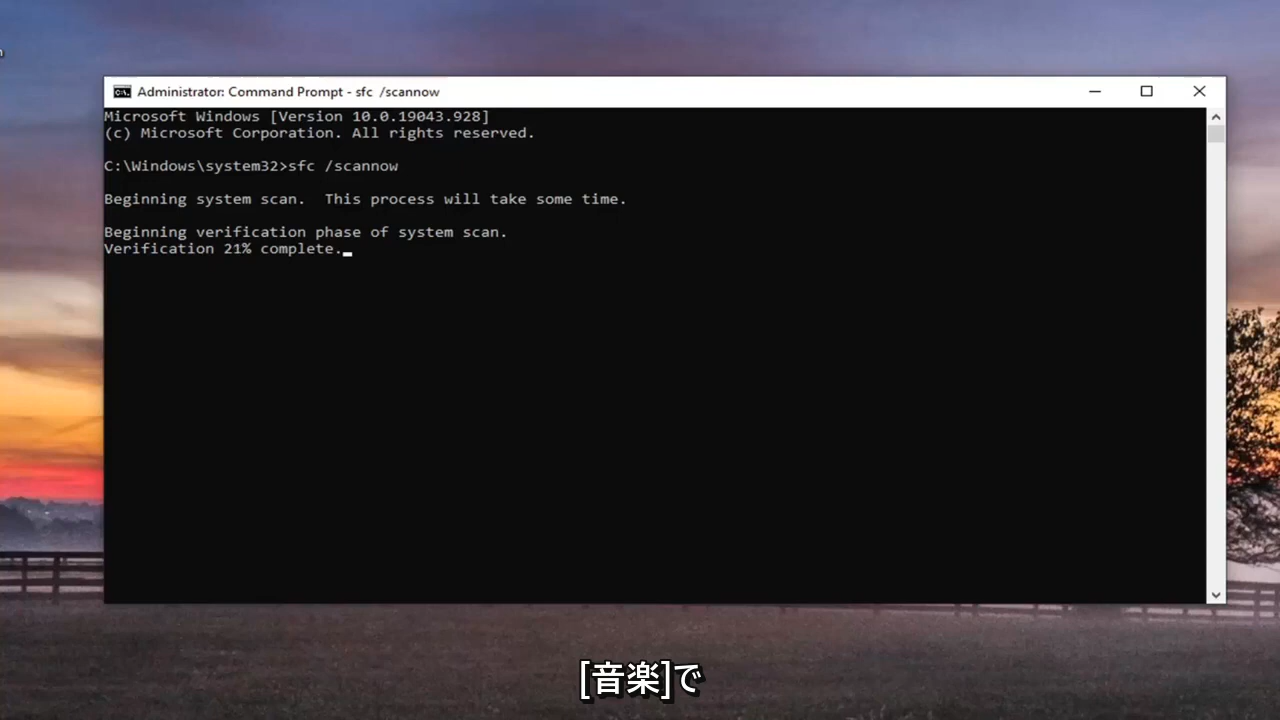 Administrator: Command Prompt - sfc /scannow
Microsoft Windows [Version 10.0.19043.928]
(c) Microsoft Corporation. All rights reserved.
C:\Windows\system32>sfc /scannow
Beginning system scan.  This process will take some time.
Beginning verification phase of system scan.
Verification 21% complete.
[音楽]で